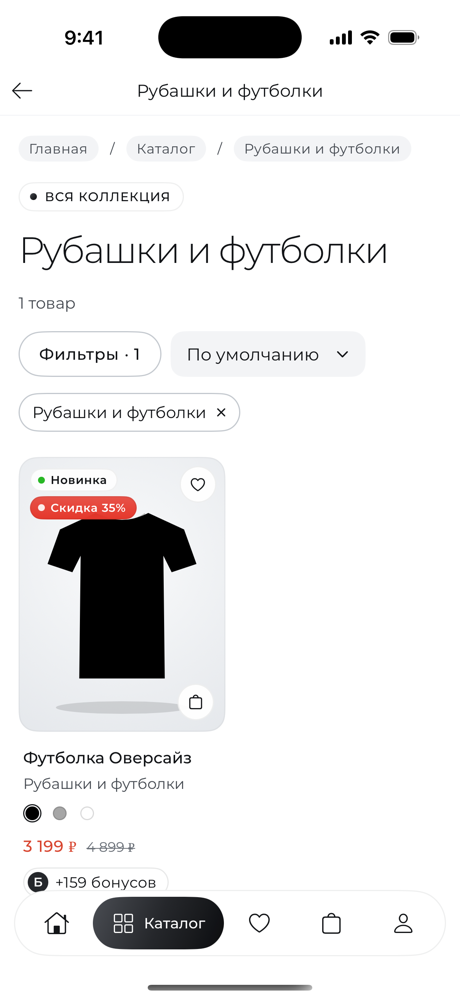 9:41
Рубашки и футболки
Главная / Каталог / Рубашки и футболки
ВСЯ КОЛЛЕКЦИЯ
Рубашки и футболки
1 товар
Фильтры · 1
По умолчанию
Рубашки и футболки ×
Новинка
Скидка 35%
Футболка Оверсайз
Рубашки и футболки
3 199 ₽ 4 899 ₽
Б +159 бонусов
Каталог